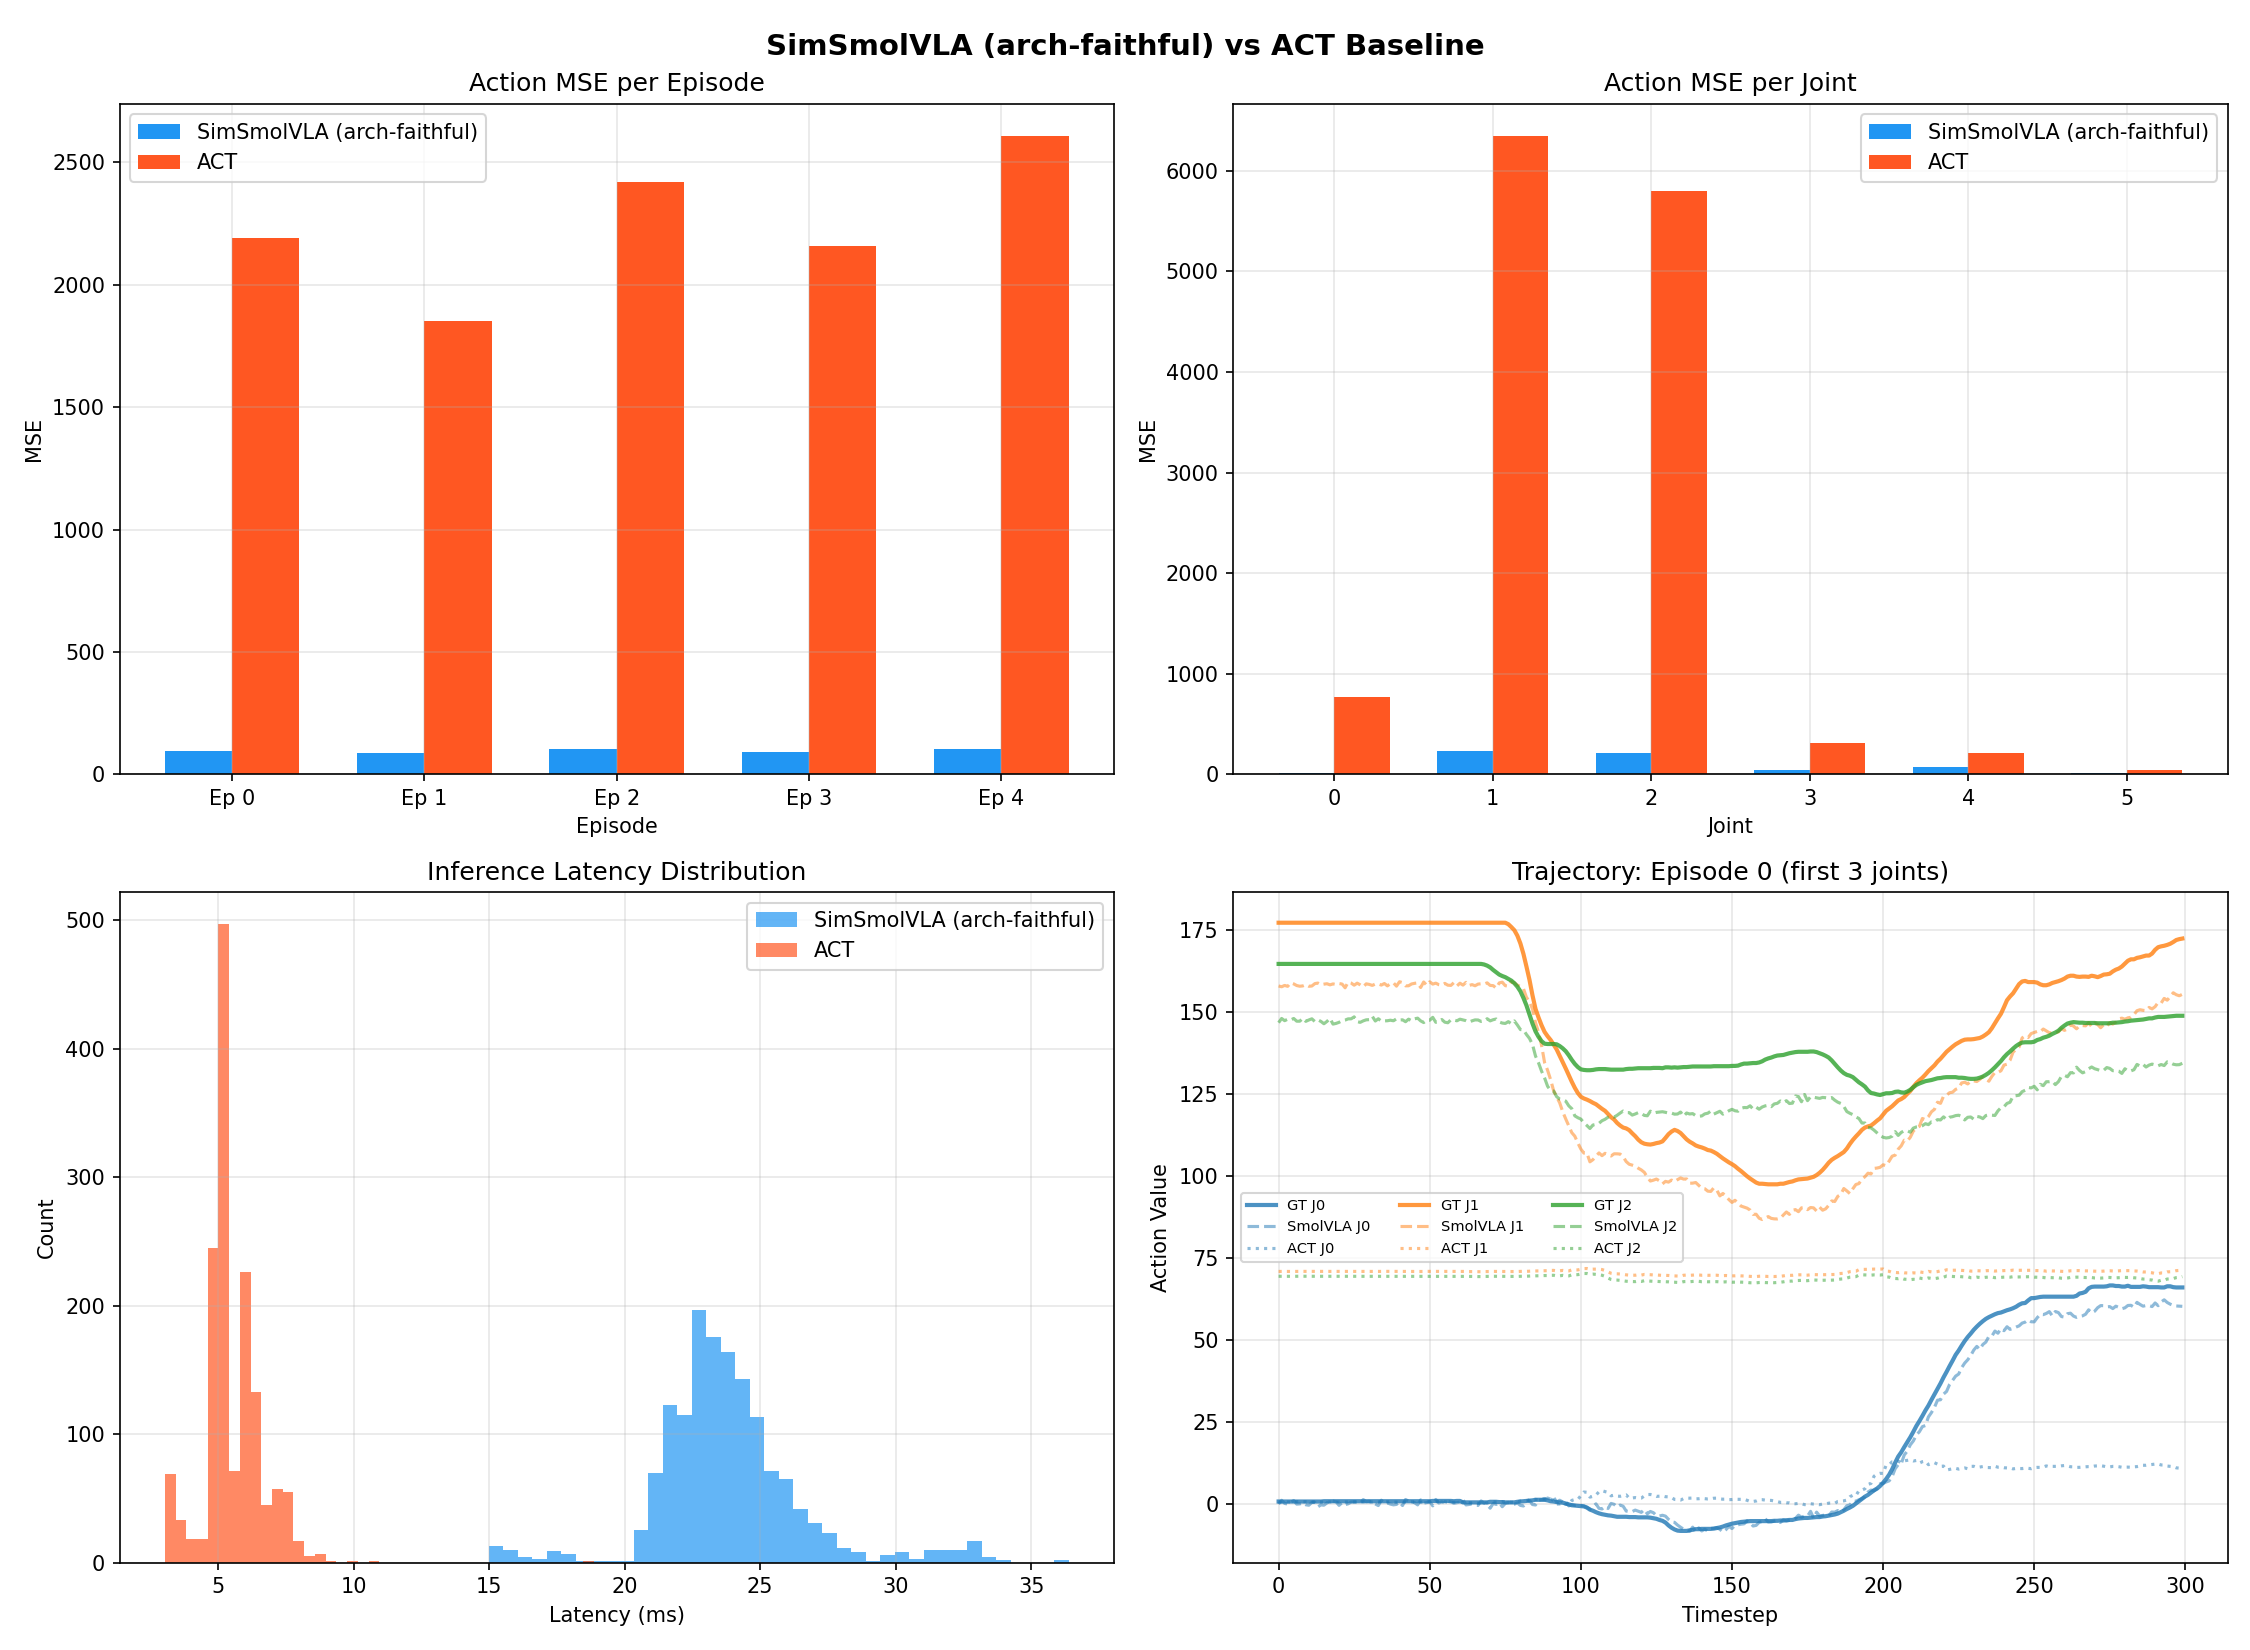 SimSmolVLA (arch-faithful) vs ACT Baseline
Action MSE per Episode
SimSmolVLA (arch-faithful)
ACT
MSE
2500
2000
1500
1000
500
0
Ep 0 Ep 1 Ep 2 Ep 3 Ep 4
Episode
Action MSE per Joint
SimSmolVLA (arch-faithful)
ACT
MSE
6000
5000
4000
3000
2000
1000
0
0 1 2 3 4 5
Joint
Inference Latency Distribution
SimSmolVLA (arch-faithful)
ACT
Count
500
400
300
200
100
0
5 10 15 20 25 30 35
Latency (ms)
Trajectory: Episode 0 (first 3 joints)
Action Value
175
150
125
100
75
50
25
0
GT J0 GT J1 GT J2
SmolVLA J0 SmolVLA J1 SmolVLA J2
ACT J0 ACT J1 ACT J2
0 50 100 150 200 250 300
Timestep